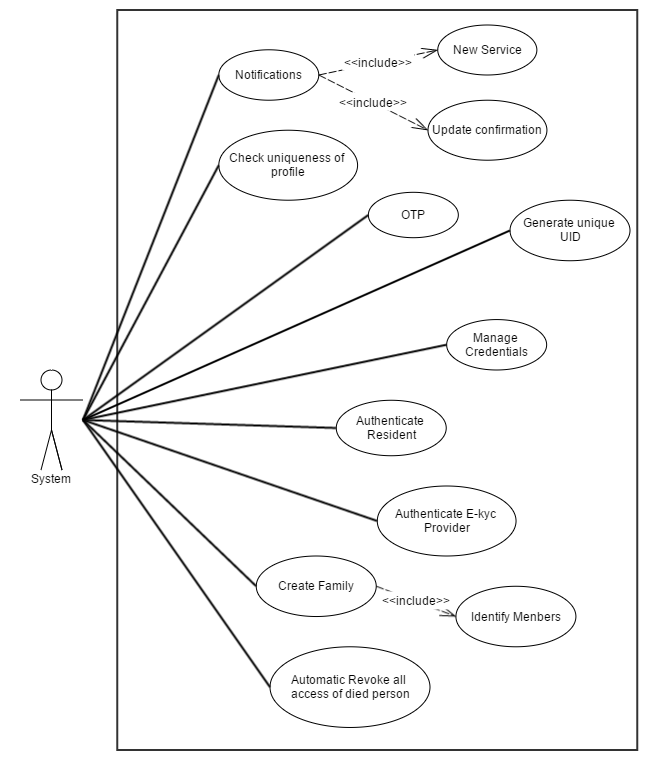 New Service
<<include>>
Notifications
<<include>>
Update confirmation
Check uniqueness of
profile
OTP
Generate unique
UID
Manage
Credentials
Authenticate
Resident
System
Authenticate E-kyc
Provider
Create Family
<<include>>
Identify Menbers
Automatic Revoke all
access of died person